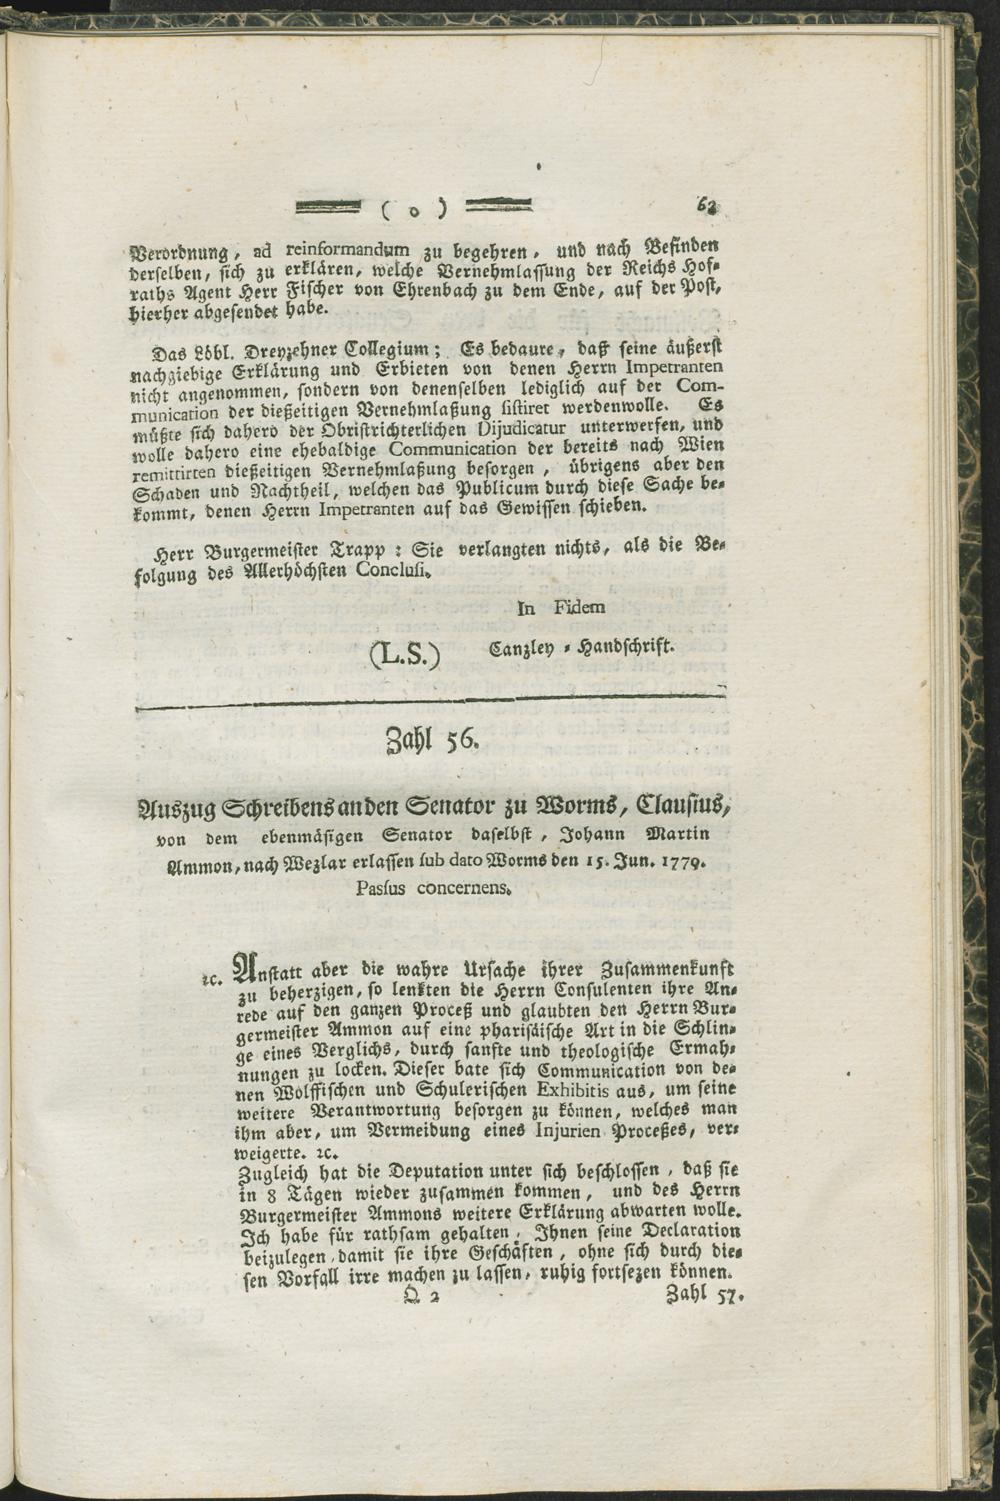 ( o ) 63
Verordnung, ad reinformandum zu begehren, und nach Befinden
derselben, sich zu erklären, welche Vernehmlassung der Reichs Hof-
raths Agent Herr Fischer von Ehrenbach zu dem Ende, auf der Post,
hierher abgesendet habe.
Das Löbl. Dreyzehner Collegium; Es bedaure, daß seine äußerst
nachgiebige Erklärung und Erbieten von denen Herrn Impetranten
nicht angenommen, sondern von denenselben lediglich auf der Com-
munication der dießeitigen Vernehmlaßung sistiret werdenwolle. Es
müßte sich dahero der Obristrichterlichen Dijudicatur unterwerfen, und
wolle dahero eine ehebaldige Communication der bereits nach Wien
remittirten dießeitigen Vernehmlaßung besorgen, übrigens aber den
Schaden und Nachtheil, welchen das Publicum durch diese Sache be-
kommt, denen Herrn Impetranten auf das Gewissen schieben.
Herr Burgermeister Trapp: Sie verlangten nichts, als die Be-
folgung des Allerhöchsten Conclusi.
In Fidem
(L.S.) Canzley-Handschrift.
Zahl 56.
Auszug Schreibens an den Senator zu Worms, Clausius,
von dem ebenmäsigen Senator daselbst, Johann Martin
Ammon, nach Wezlar erlassen sub dato Worms den 15. Jun. 1779.
Passus concernens.
ꝛc. Anstatt aber die wahre Ursache ihrer Zusammenkunft
zu beherzigen, so lenkten die Herrn Consulenten ihre An-
rede auf den ganzen Proceß und glaubten den Herrn Bur-
germeister Ammon auf eine pharisäische Art in die Schlin-
ge eines Verglichs, durch sanfte und theologische Ermah-
nungen zu locken. Dieser bate sich Communication von de-
nen Wolffischen und Schulerischen Exhibitis aus, um seine
weitere Verantwortung besorgen zu können, welches man
ihm aber, um Vermeidung eines Injurien Proceßes, ver-
weigerte. ꝛc.
Zugleich hat die Deputation unter sich beschlossen, daß sie
in 8 Tägen wieder zusammen kommen, und des Herrn
Burgermeister Ammons weitere Erklärung abwarten wolle.
Ich habe für rathsam gehalten, Ihnen seine Declaration
beizulegen, damit sie ihre Geschäften, ohne sich durch die-
sen Vorfall irre machen zu lassen, ruhig fortsezen können.
Q 2 Zahl 57.